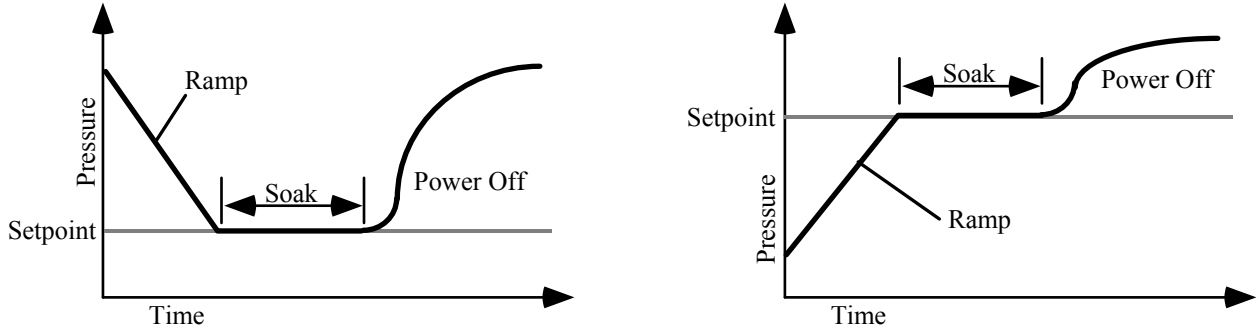 Ramp
Pressure
Soak
Power Off
Setpoint
Time
Soak
Power Off
Setpoint
Pressure
Ramp
Time